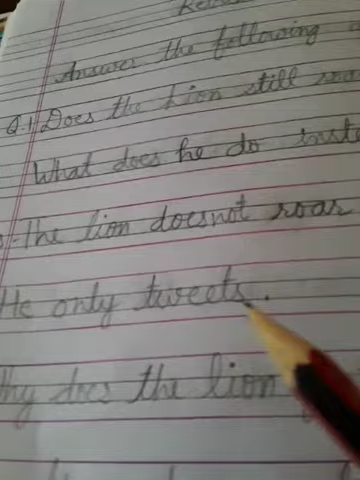 Answer the following
Q.1 Does the Lion still
What does he do
The lion doesnot roar
He only tweets.
does the lion